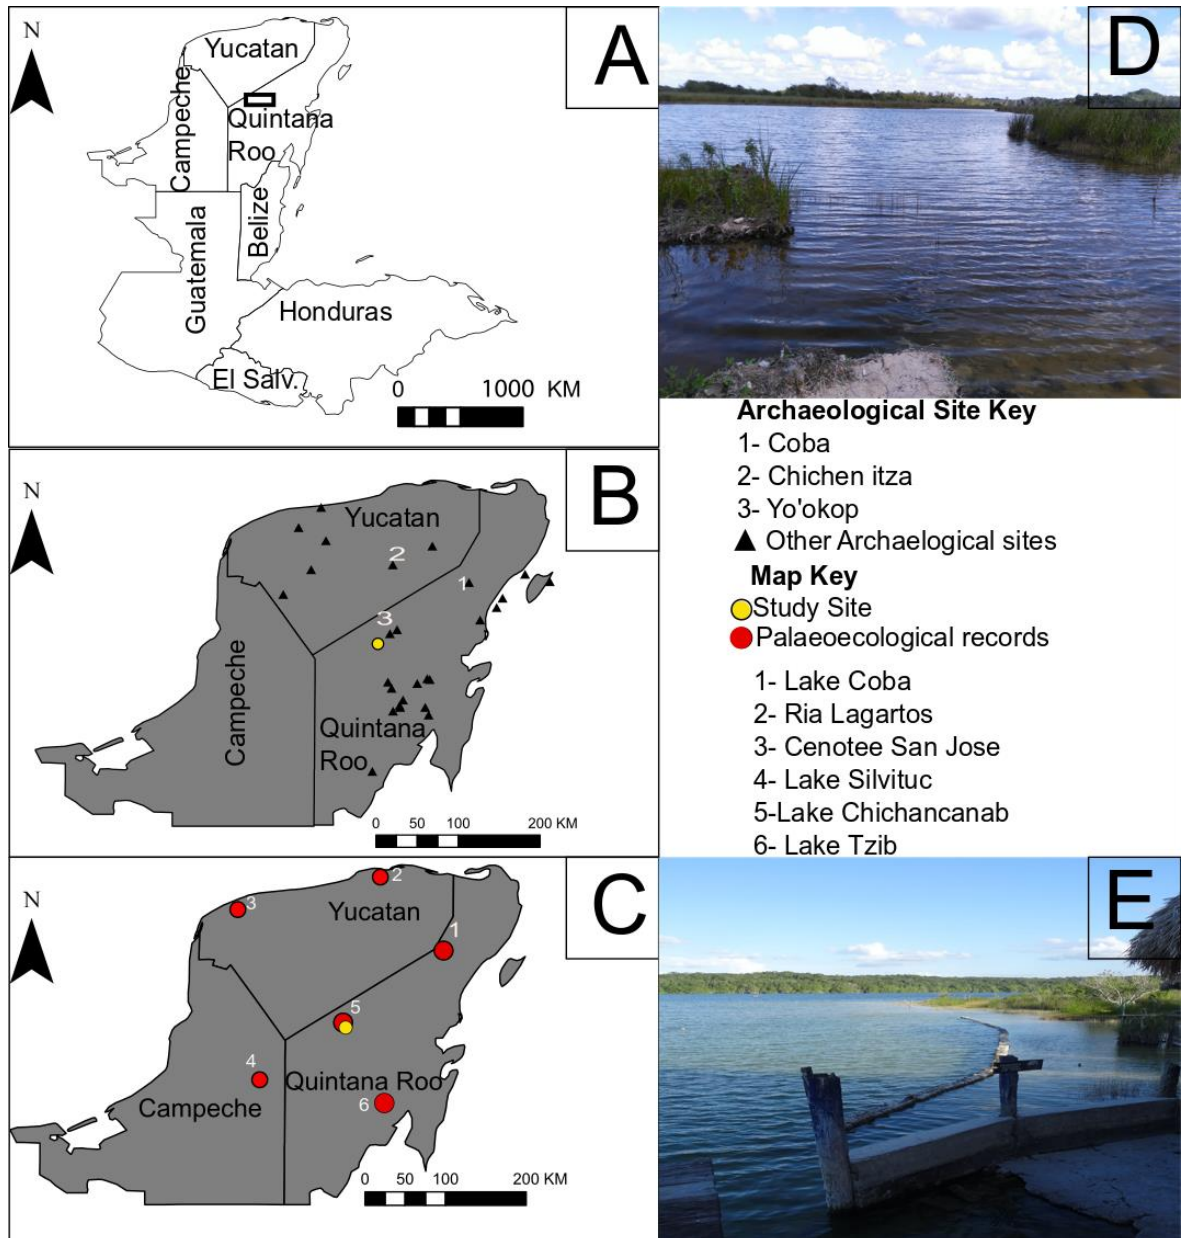 N
A
Yucatan
Campeche
Quintana
Roo
Belize
Guatemala
Honduras
El Salv.
0 1000 KM
D
N
B
Yucatan
2
1
3
Campeche
Quintana
Roo
0 50 100 200 KM
Archaeological Site Key
1- Coba
2- Chichen itza
3- Yo'okop
Other Archaelogical sites
Map Key
Study Site
Palaeoecological records
1- Lake Coba
2- Ria Lagartos
3- Cenotee San Jose
4- Lake Silvituc
5-Lake Chichancanab
6- Lake Tzib
N
C
2
3
Yucatan
1
5
4
Quintana Roo
Campeche
6
0 50 100 200 KM
E